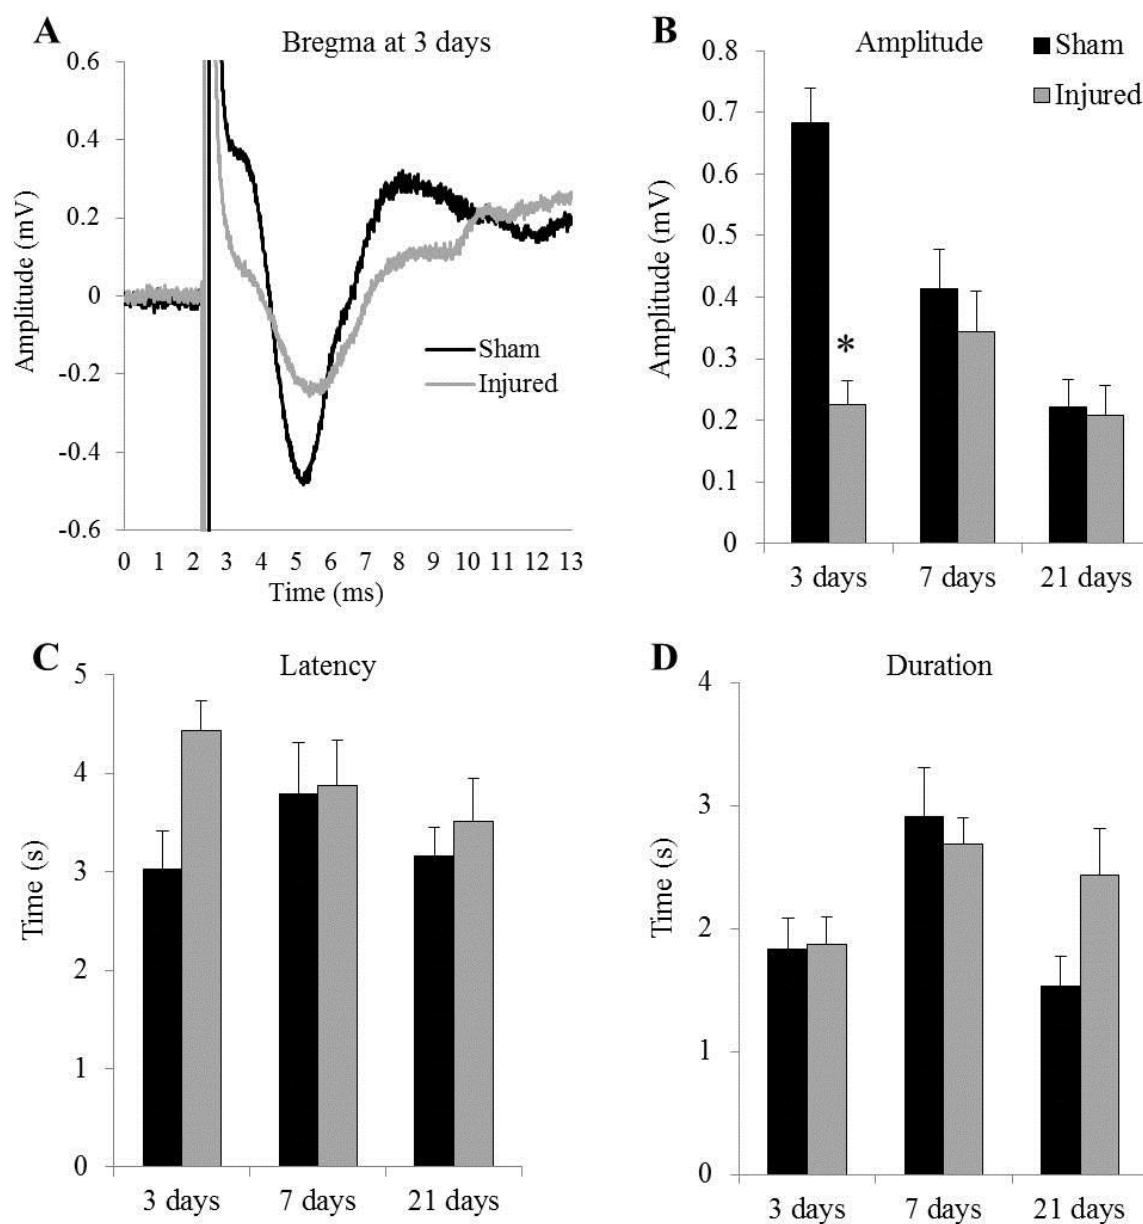 A
Bregma at 3 days
0.6
0.4
0.2
0
-0.2
-0.4
-0.6
Amplitude (mV)
Sham
Injured
0 1 2 3 4 5 6 7 8 9 10 11 12 13
Time (ms)
B
Amplitude
Sham
Injured
0.8
0.7
0.6
0.5
0.4
0.3
0.2
0.1
0
Amplitude (mV)
*
3 days 7 days 21 days
C
Latency
5
4
3
2
1
0
Time (s)
3 days 7 days 21 days
D
Duration
4
3
2
1
0
Time (s)
3 days 7 days 21 days